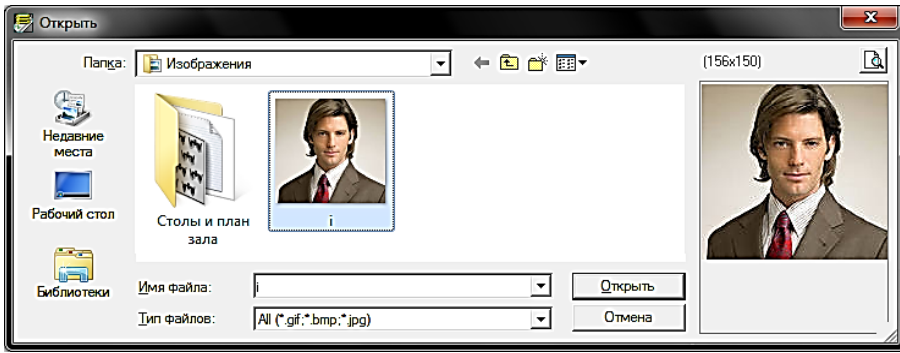 Открыть
Папка:
Изображения
(156x150)
Недавние
места
Рабочий стол
Библиотеки
Столы и план
зала
i
Имя файла:
i
Открыть
Тип файлов:
All (*.gif;*.bmp;*.jpg)
Отмена